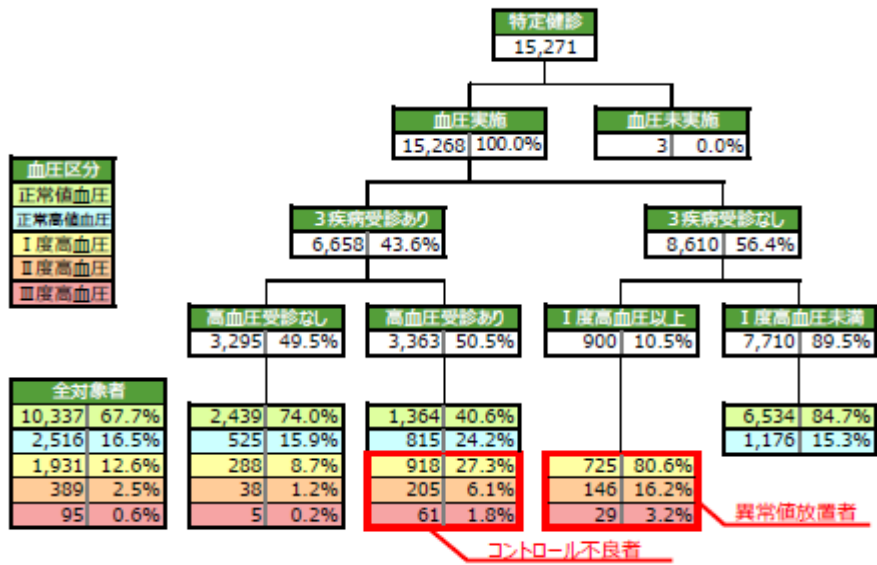 特定健診
15,271
血圧実施
15,268 100.0%
血圧未実施
3 0.0%
血圧区分
正常値血圧
正常高値血圧
Ⅰ度高血圧
Ⅱ度高血圧
Ⅲ度高血圧
3疾病受診あり
6,658 43.6%
3疾病受診なし
8,610 56.4%
高血圧受診なし
3,295 49.5%
高血圧受診あり
3,363 50.5%
Ⅰ度高血圧以上
900 10.5%
Ⅰ度高血圧未満
7,710 89.5%
全対象者
10,337 67.7%
2,516 16.5%
1,931 12.6%
389 2.5%
95 0.6%
2,439 74.0%
525 15.9%
288 8.7%
38 1.2%
5 0.2%
1,364 40.6%
815 24.2%
918 27.3%
205 6.1%
61 1.8%
725 80.6%
146 16.2%
29 3.2%
6,534 84.7%
1,176 15.3%
異常値放置者
コントロール不良者